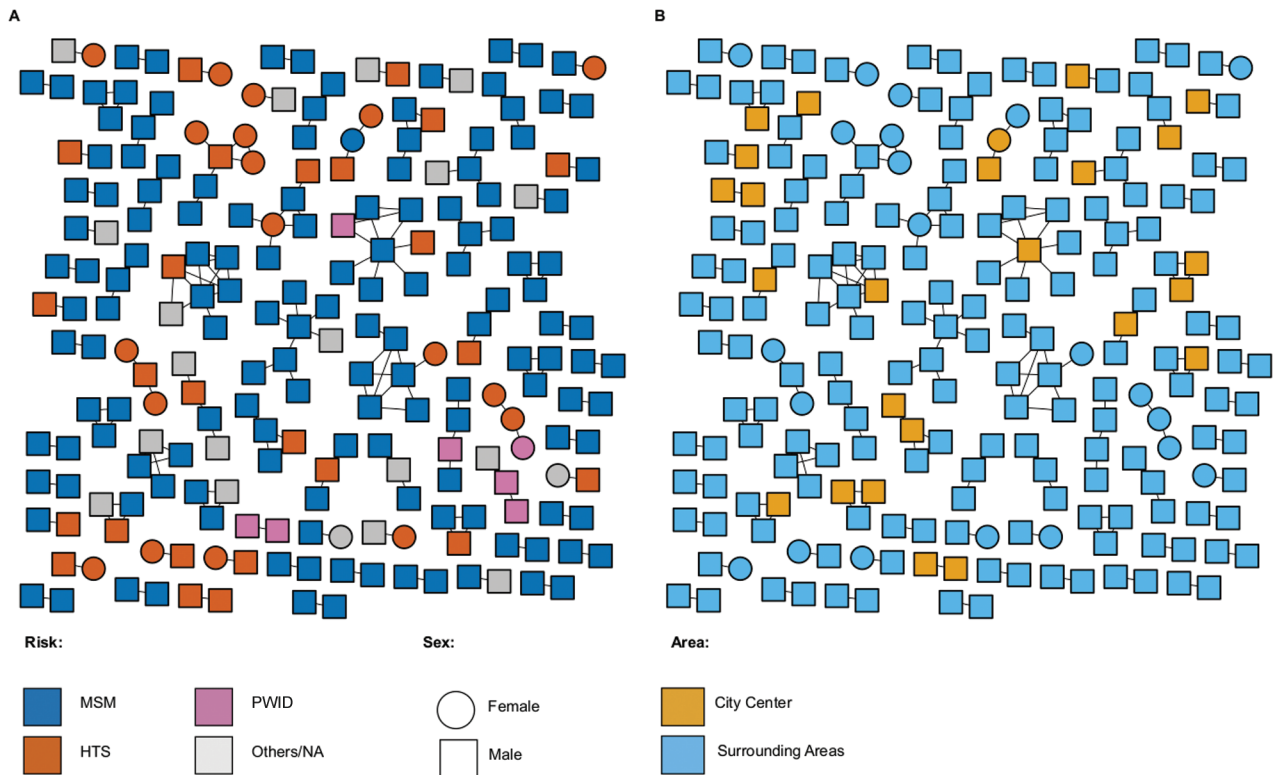 A
B
Risk:
Sex:
Area:
MSM
PWID
Female
City Center
HTS
Others/NA
Male
Surrounding Areas